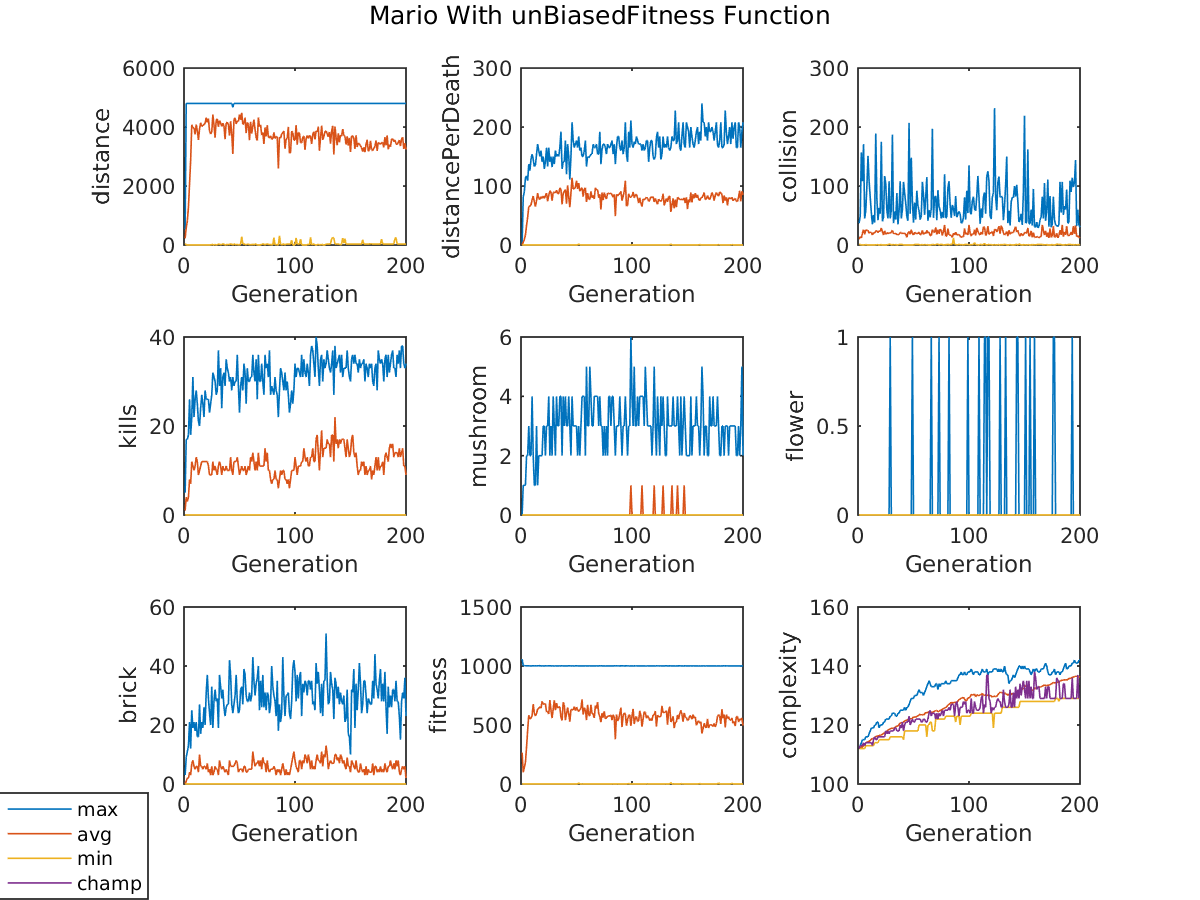 Mario With unBiasedFitness Function
distance
6000
4000
2000
0
0 100 200
Generation
distancePerDeath
300
200
100
0
0 100 200
Generation
collision
300
200
100
0
0 100 200
Generation
kills
40
20
0
0 100 200
Generation
mushroom
6
4
2
0
0 100 200
Generation
flower
1
0.5
0
0 100 200
Generation
brick
60
40
20
0
0 100 200
Generation
fitness
1500
1000
500
0
0 100 200
Generation
complexity
160
140
120
100
0 100 200
Generation
max
avg
min
champ